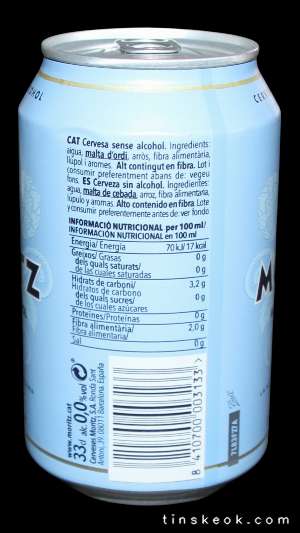 CAT Cervesa sense alcohol. Ingredients:
aigua, malta d'ordi, arròs, fibra alimentària,
llúpol i aromes. Alt contingut en fibra. Lot i
consumir preferentment abans de: vegeu
fons. ES Cerveza sin alcohol. Ingredientes:
agua, malta de cebada, arroz, fibra alimentaria,
lúpulo y aromas. Alto contenido en fibra. Lote
y consumir preferentemente antes de: ver fondo
INFORMACIÓ NUTRICIONAL per 100 ml/
INFORMACIÓN NUTRICIONAL en 100 ml
Energia/ Energía 70 kJ/ 17 kcal
Greixos/ Grasas 0 g
dels quals saturats/
de los cuales saturadas 0 g
Hidrats de carboni/ 3,2 g
Hidratos de carbono
dels quals sucres/ 0 g
de los cuales azúcares
Proteïnes/Proteínas 0 g
Fibra alimentària/ 2,0 g
Fibra alimentaria/
Sal 0 g
www.moritz.cat
33cl alc. 0,0% vol
Cerveses Moritz, S.A. Ronda Sant
Antoni, 39. 08011 Barcelona. España
8 410700 003133 >
tinskeok.com